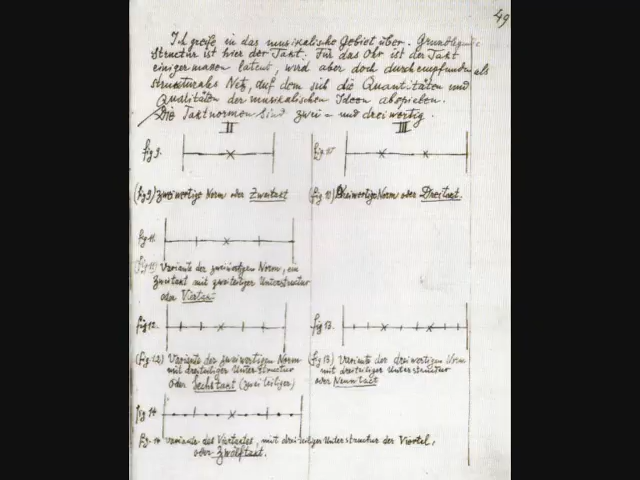 49
Ich greife in das musikalische Gebiet über. Grundlegende
Structur ist hier der Takt. Für das Ohr ist der Takt
einigermassen latent, wird aber doch durchempfunden als
structurales Netz, auf dem sich die Quantitäten und
Qualitäten der musikalischen Ideen abspielen.
Die Taktnormen sind zwei- und dreiwertig.
II III
fig 9.
fig 10
(fig 9) zweiwertige Norm oder Zweitakt
(fig 10) Dreiwertige Norm oder Dreitakt.
fig 11
(fig 11) Variante der zweiwertigen Norm, ein
Zweitakt mit zweiteiliger Unterstructur
oder Viertakt
fig 12.
fig 13.
(fig 12) Variante der zweiwertigen Norm
mit dreiteiliger Unterstructur
oder Sechstakt (zweiteiliger)
(fig 13) Variante der dreiwertigen Norm
mit dreiteiliger Unterstructur
oder Neuntakt
fig 14
fig. 14 Variante des Viertaktes, mit dreiteiliger Unterstructur der Viertel,
oder Zwölftakt.